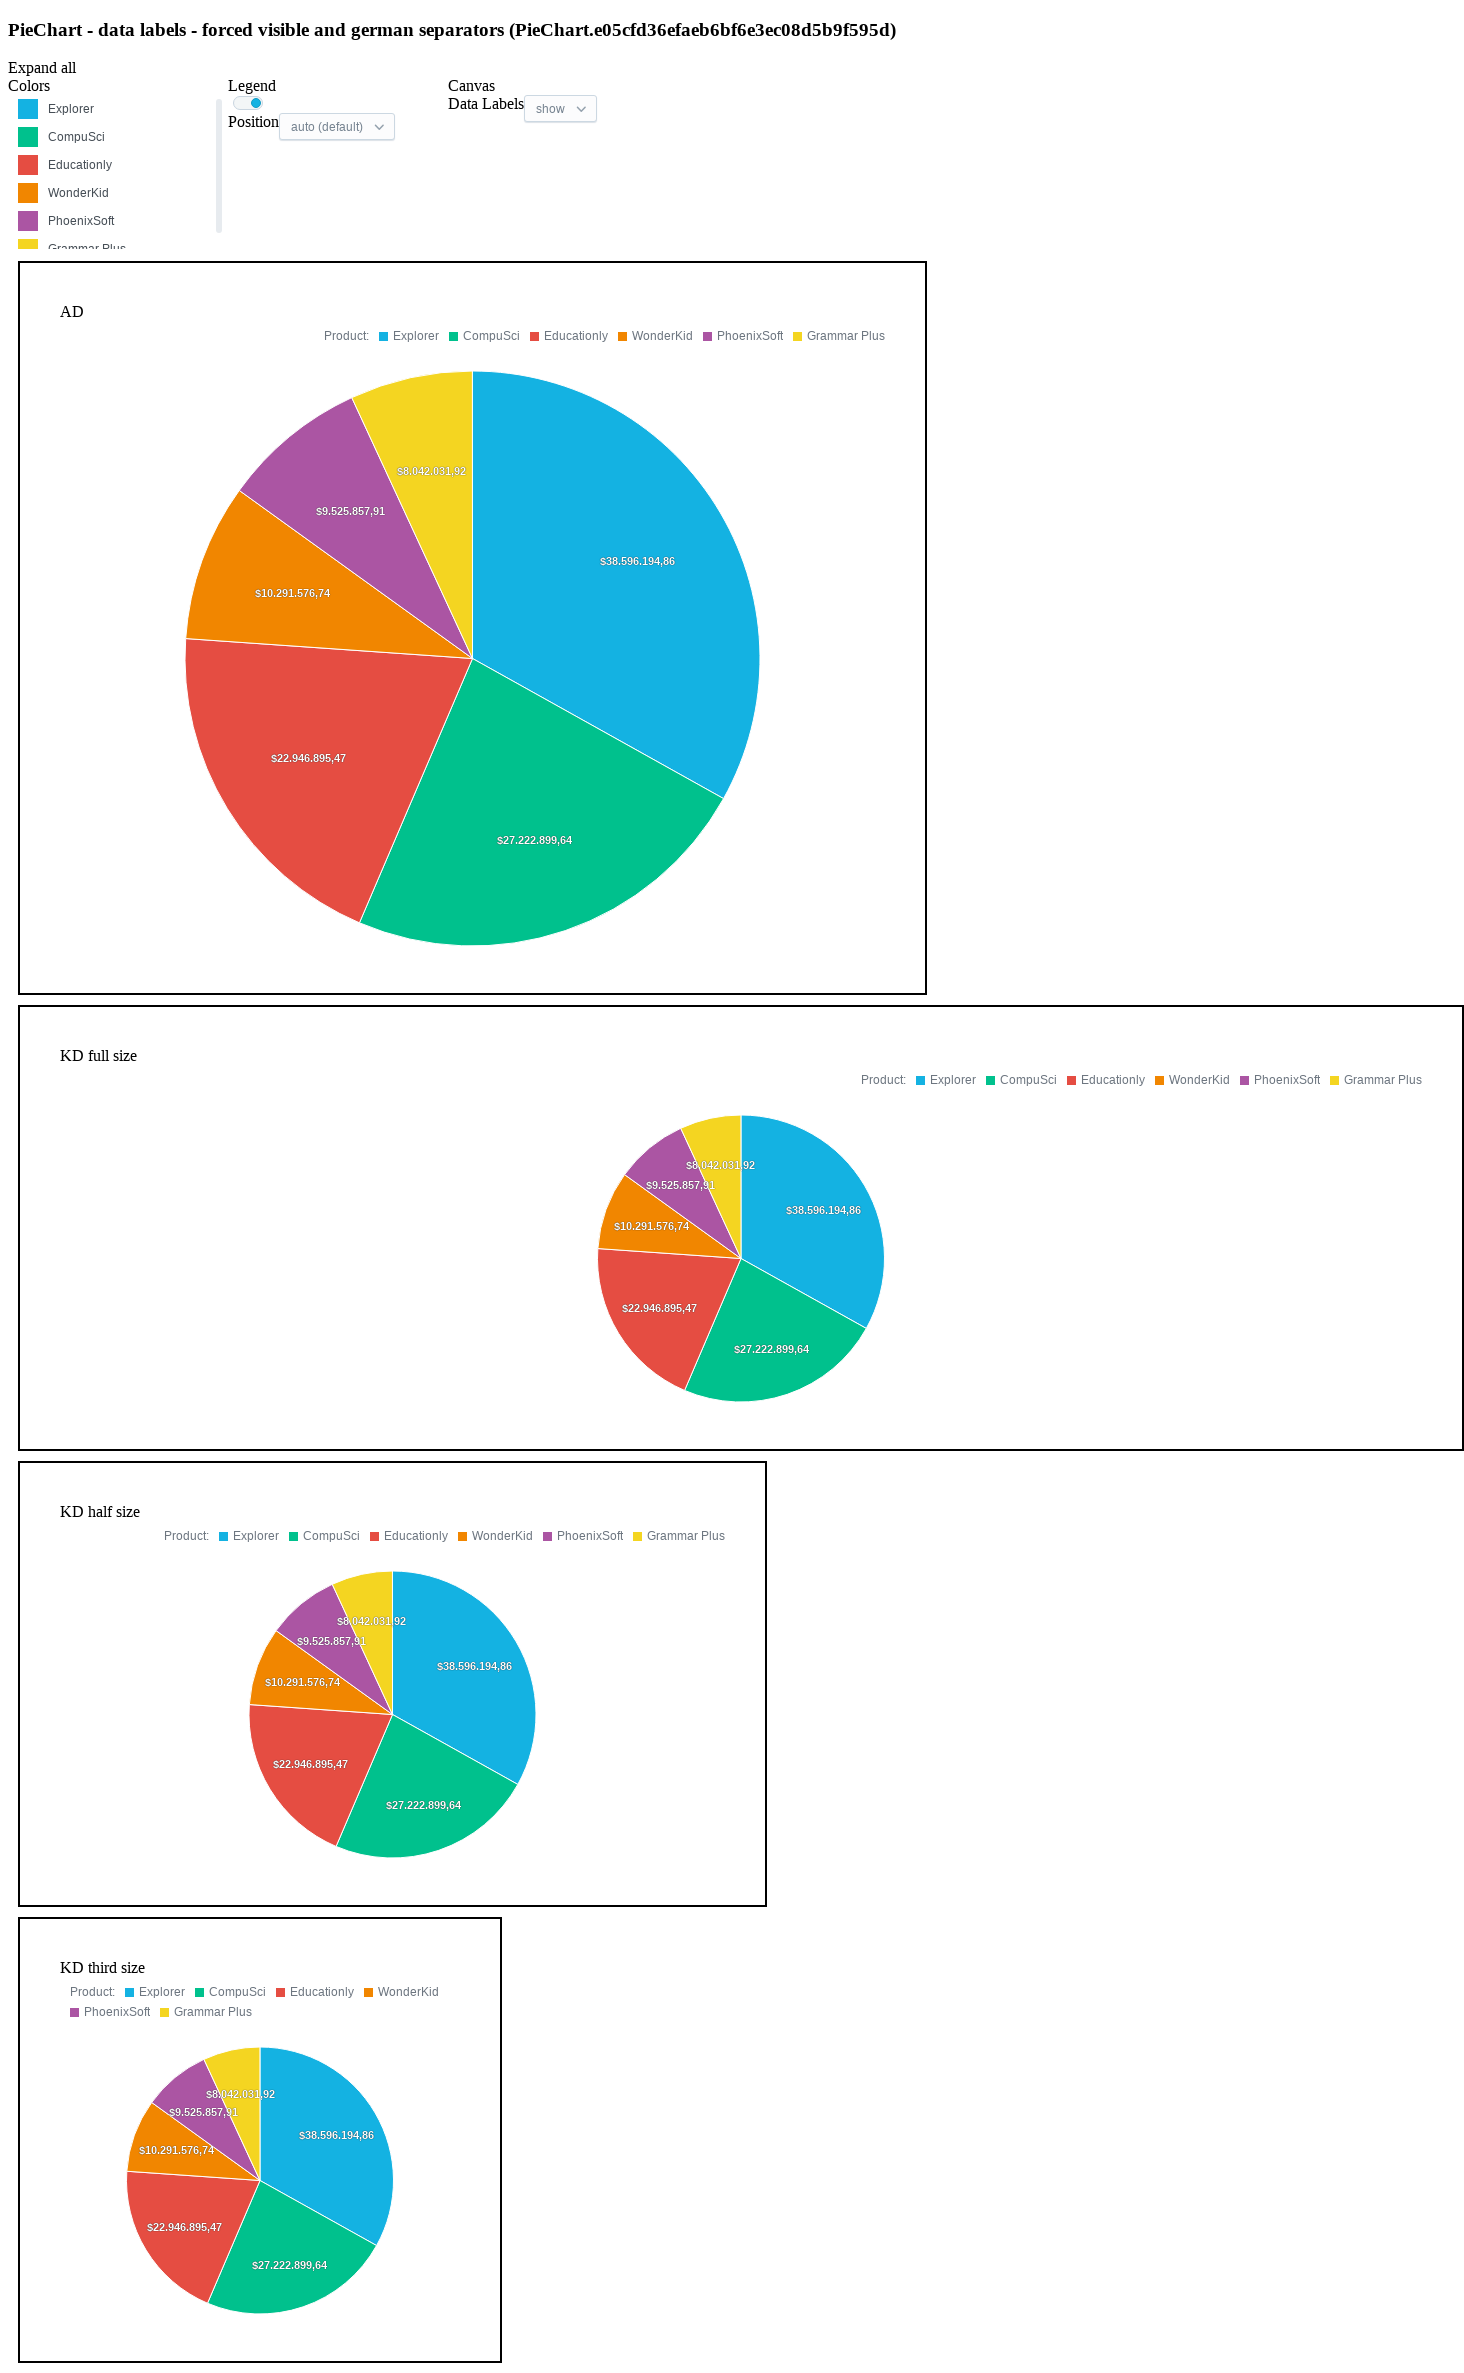 PieChart - data labels - forced visible and german separators (PieChart.e05cfd36efaeb6bf6e3ec08d5b9f595d)
Expand all
Colors
Explorer
CompuSci
Educationly
WonderKid
PhoenixSoft
Grammar Plus
Legend
Position auto (default)
Canvas
Data Labels show
AD
Product: Explorer CompuSci Educationly WonderKid PhoenixSoft Grammar Plus
$8.042.031,92
$9.525.857,91
$38.596.194,86
$10.291.576,74
$22.946.895,47
$27.222.899,64
KD full size
Product: Explorer CompuSci Educationly WonderKid PhoenixSoft Grammar Plus
$8.042.031,92
$9.525.857,91
$38.596.194,86
$10.291.576,74
$22.946.895,47
$27.222.899,64
KD half size
Product: Explorer CompuSci Educationly WonderKid PhoenixSoft Grammar Plus
$8.042.031,92
$9.525.857,91
$38.596.194,86
$10.291.576,74
$22.946.895,47
$27.222.899,64
KD third size
Product: Explorer CompuSci Educationly WonderKid
PhoenixSoft Grammar Plus
$8.042.031,92
$9.525.857,91
$38.596.194,86
$10.291.576,74
$22.946.895,47
$27.222.899,64